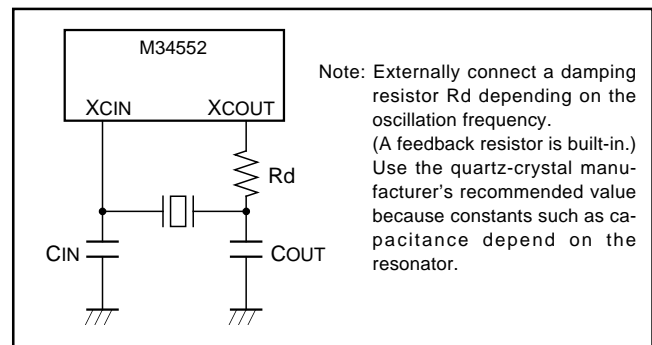 M34552
XCIN XCOUT
Rd
CIN COUT
Note: Externally connect a damping
resistor Rd depending on the
oscillation frequency.
(A feedback resistor is built-in.)
Use the quartz-crystal manu-
facturer's recommended value
because constants such as ca-
pacitance depend on the
resonator.